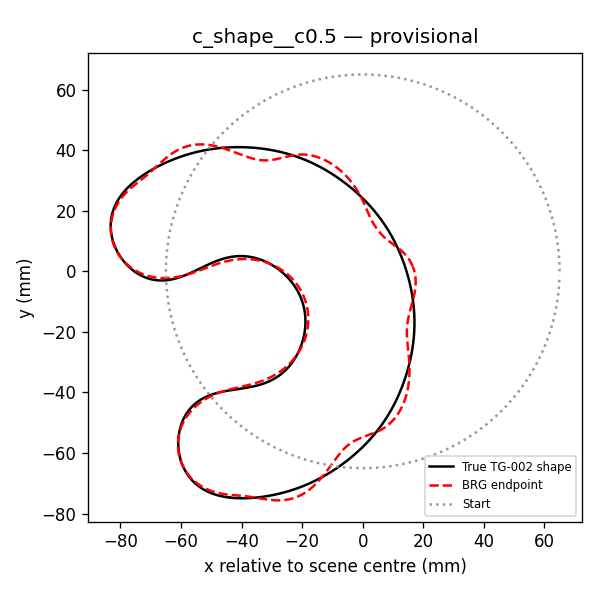 c_shape__c0.5 — provisional
y (mm)
60
40
20
0
−20
−40
−60
−80
−80
−60
−40
−20
0
20
40
60
x relative to scene centre (mm)
True TG-002 shape
BRG endpoint
Start